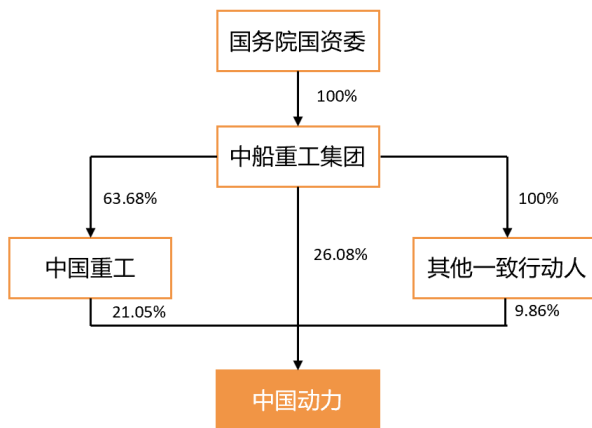 国务院国资委
100%
中船重工集团
63.68%
26.08%
100%
中国重工
其他一致行动人
21.05%
9.86%
中国动力